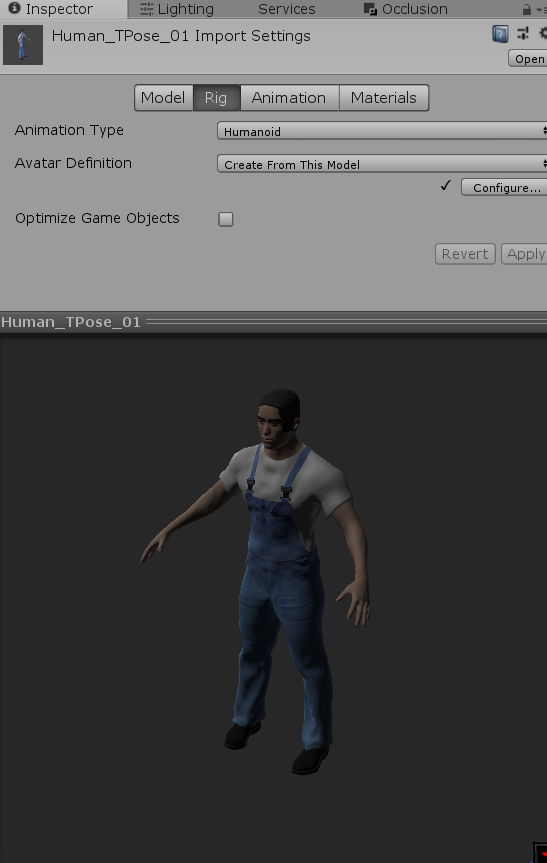 Inspector Lighting Services Occlusion
Human_TPose_01 Import Settings
Open
Model Rig Animation Materials
Animation Type Humanoid
Avatar Definition Create From This Model
Configure...
Optimize Game Objects
Revert Apply
Human_TPose_01